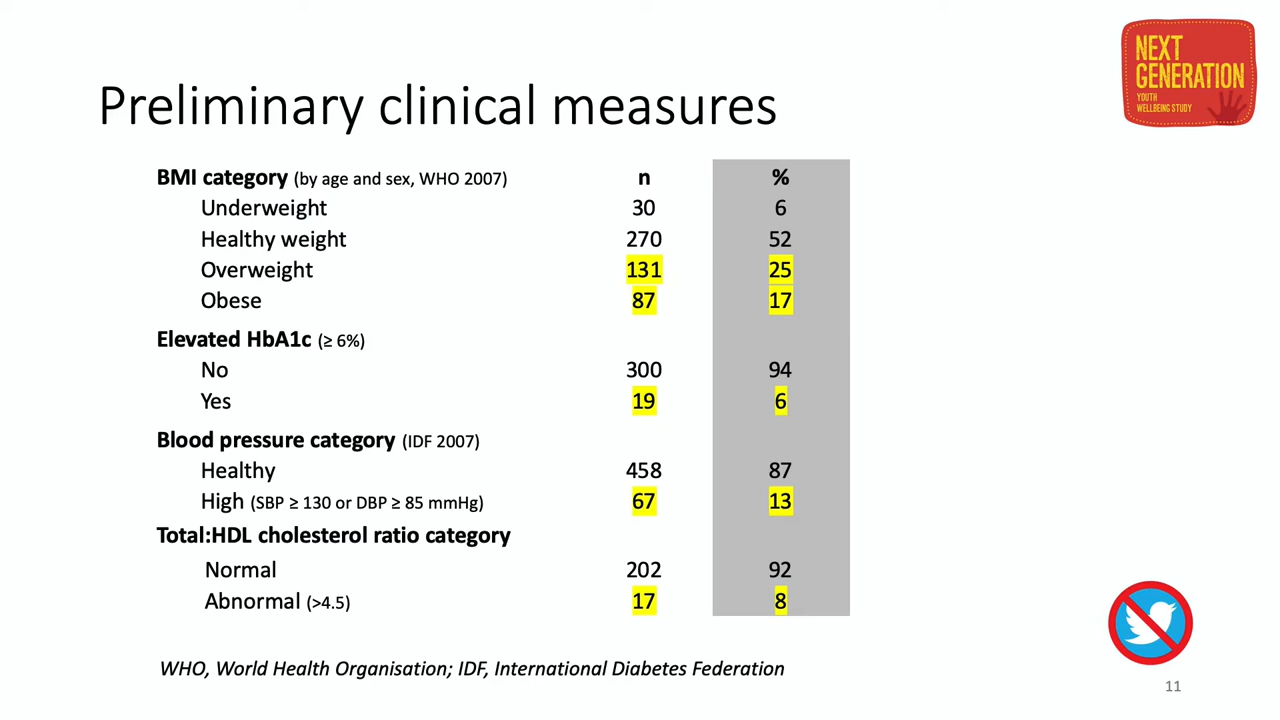 NEXT
GENERATION
YOUTH
WELLBEING STUDY
Preliminary clinical measures
BMI category (by age and sex, WHO 2007) n %
Underweight 30 6
Healthy weight 270 52
Overweight 131 25
Obese 87 17
Elevated HbA1c (≥ 6%)
No 300 94
Yes 19 6
Blood pressure category (IDF 2007)
Healthy 458 87
High (SBP ≥ 130 or DBP ≥ 85 mmHg) 67 13
Total:HDL cholesterol ratio category
Normal 202 92
Abnormal (>4.5) 17 8
WHO, World Health Organisation; IDF, International Diabetes Federation
11